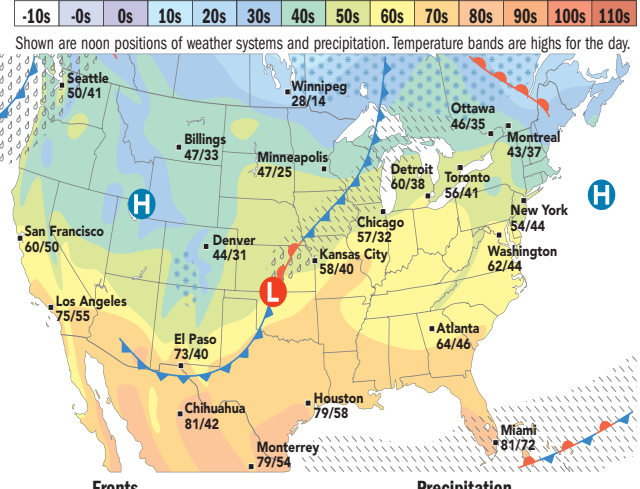 -10s -0s 0s 10s 20s 30s 40s 50s 60s 70s 80s 90s 100s 110s
Shown are noon positions of weather systems and precipitation. Temperature bands are highs for the day.
Seattle
50/41
Winnipeg
28/14
Ottawa
46/35
Montreal
43/37
Billings
47/33
Minneapolis
47/25
Detroit
60/38
Toronto
56/41
H
H
New York
54/44
San Francisco
60/50
Chicago
57/32
Denver
44/31
Kansas City
58/40
Washington
62/44
L
Los Angeles
75/55
Atlanta
64/46
El Paso
73/40
Houston
79/58
Chihuahua
81/42
Miami
81/72
Monterrey
79/54
Fronts Precipitation